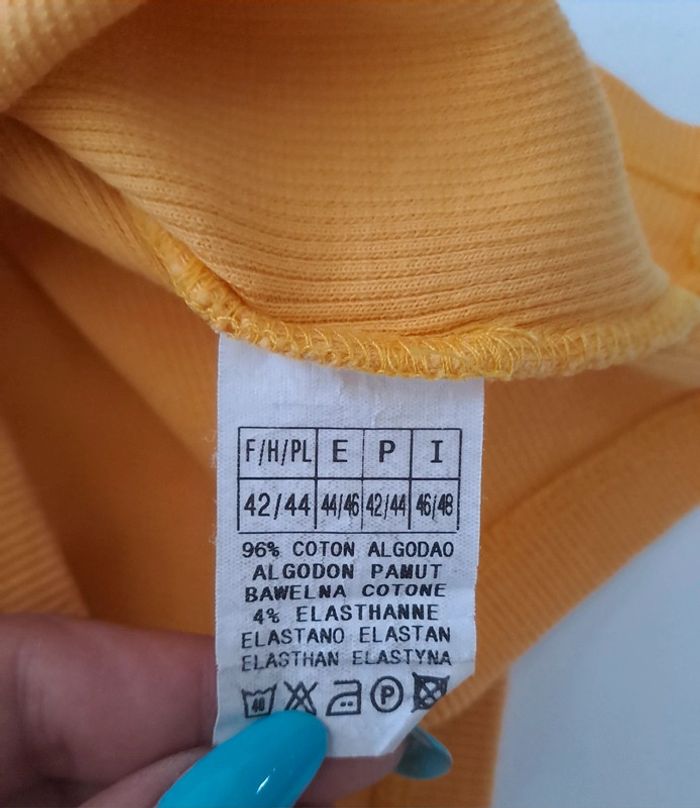 F/H/PL E P I
42/44 44/46 42/44 46/48
96% COTON ALGODAO
ALGODON PAMUT
BAWELNA COTONE
4% ELASTHANNE
ELASTANO ELASTAN
ELASTHAN ELASTYNA
40 P